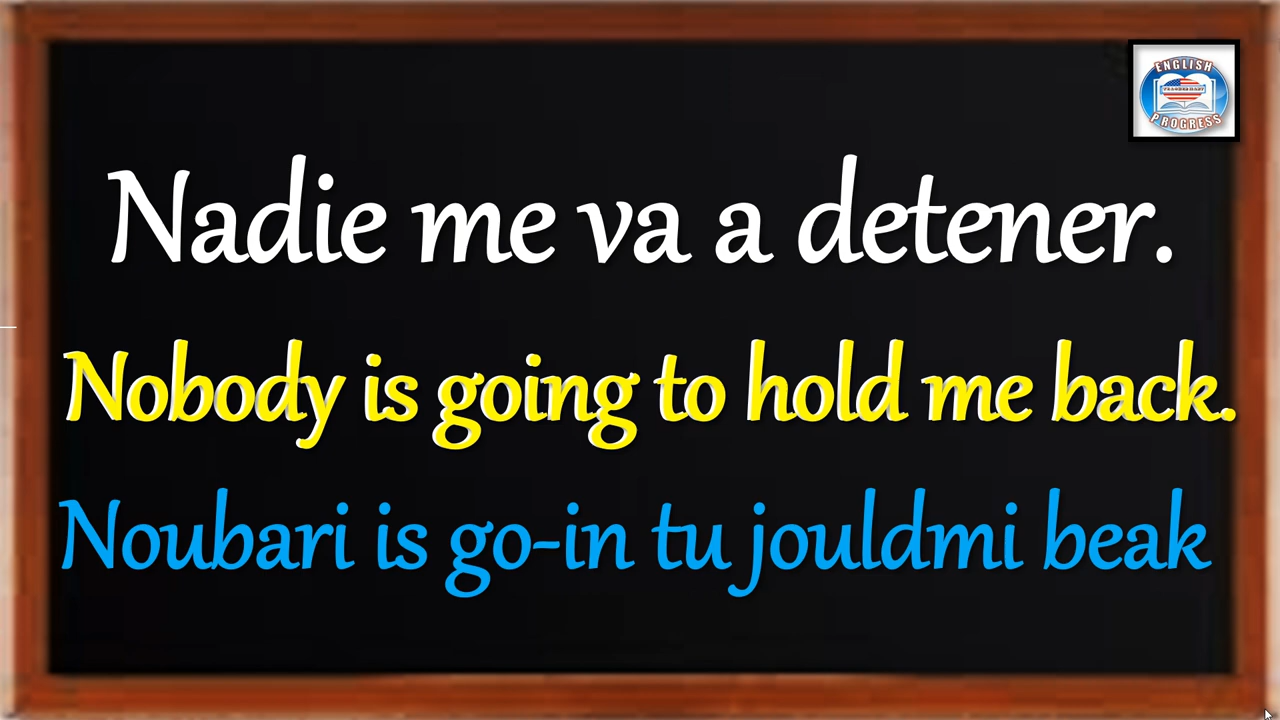 ENGLISH
PROGRESS
Nadie me va a detener.
Nobody is going to hold me back.
Noubari is go-in tu jouldmi beak